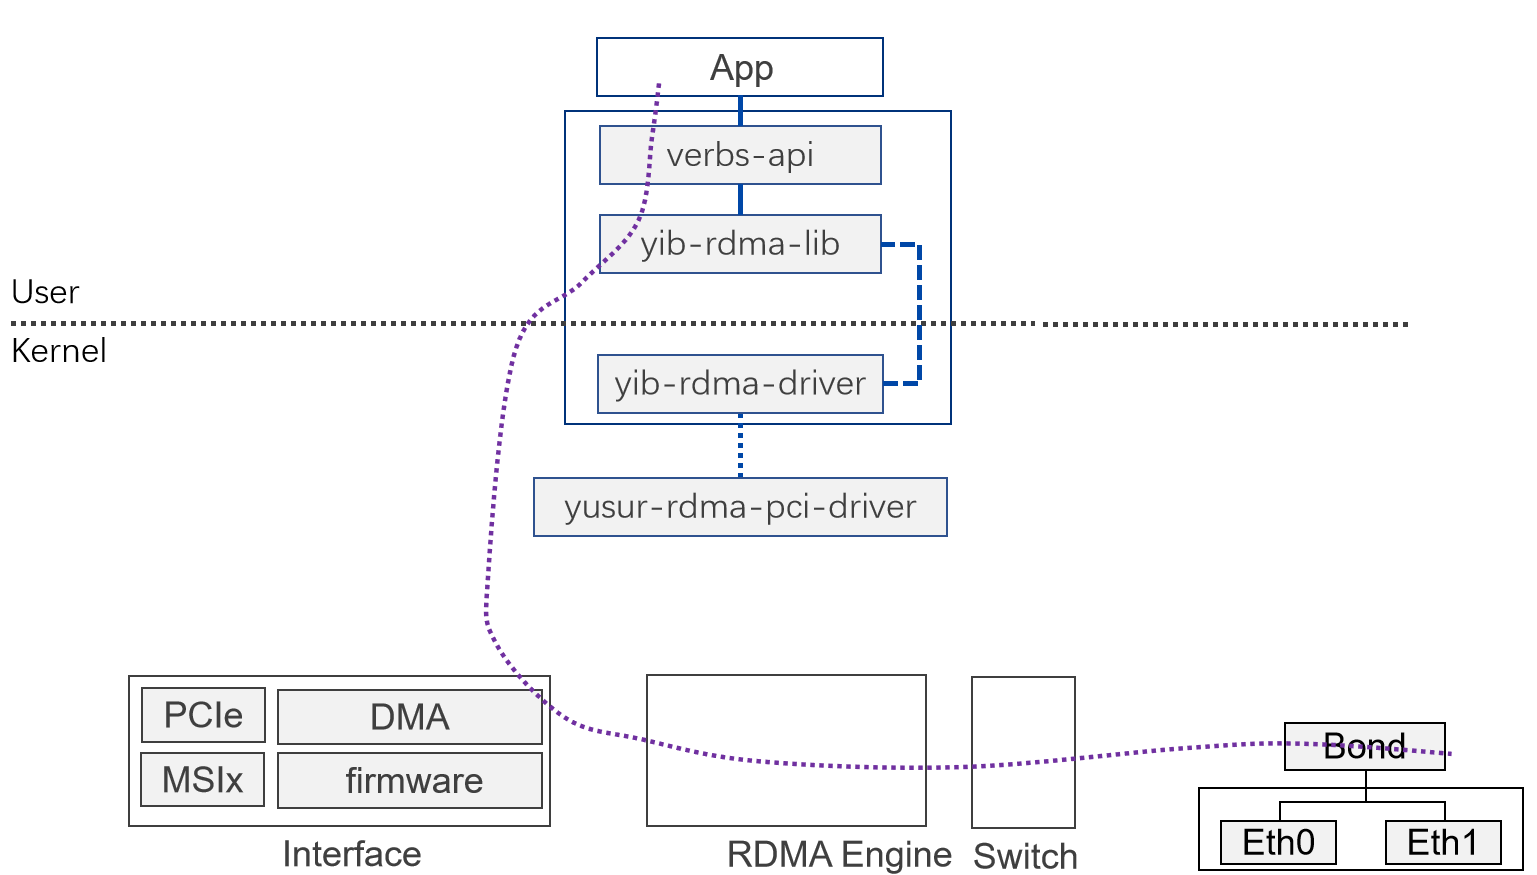 App
verbs-api
yib-rdma-lib
User
Kernel
yib-rdma-driver
yusur-rdma-pci-driver
PCIe
DMA
MSIx
firmware
Interface
RDMA Engine
Switch
Bond
Eth0
Eth1